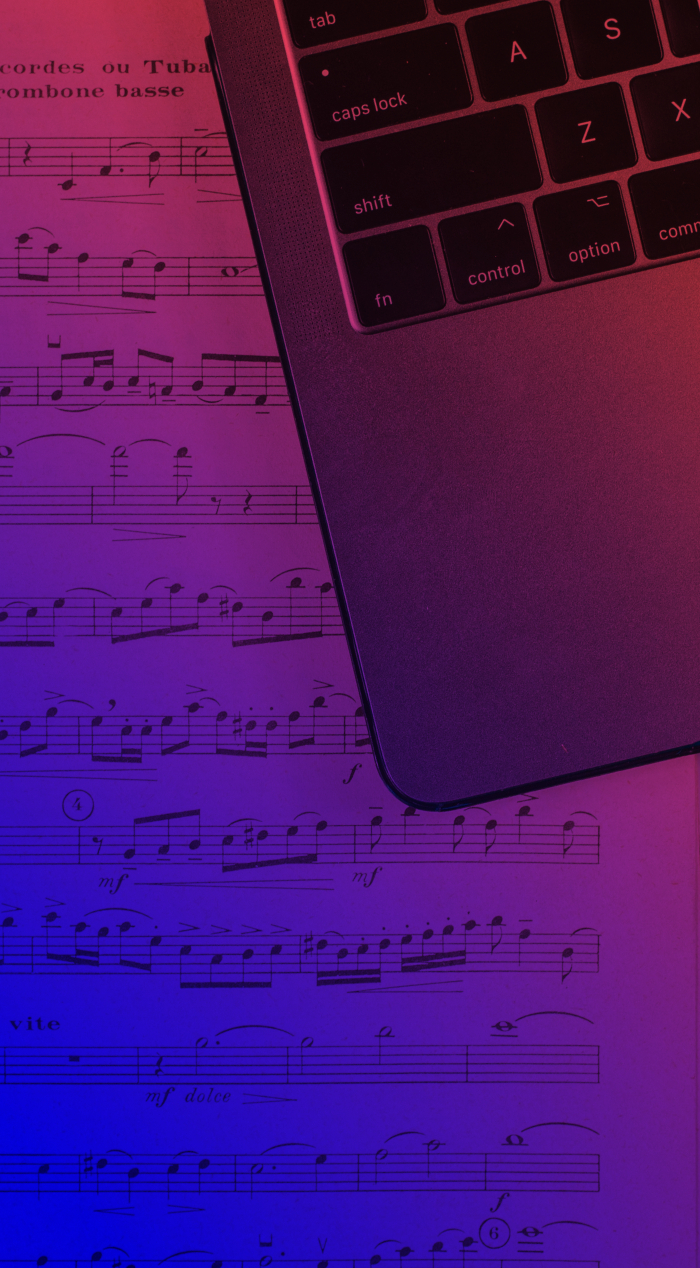 cordes ou Tuba
rombone basse
tab
caps lock
A
S
shift
Z
X
fn
control
option
comm
f
4
mf
mf
vite
mf dolce
f
6